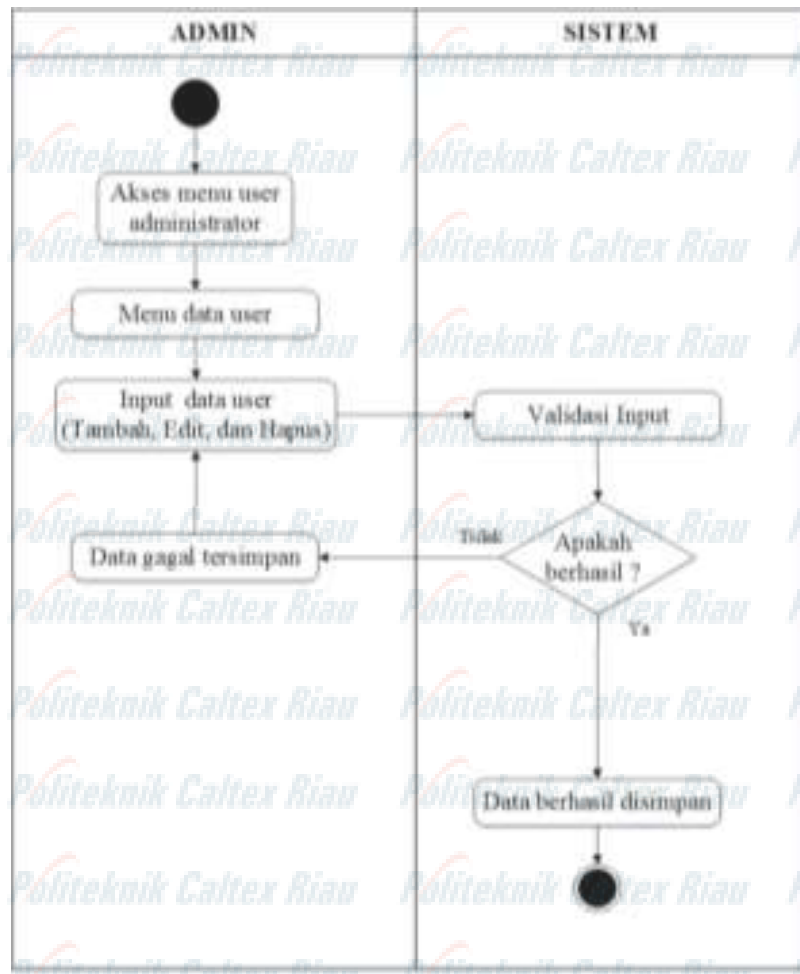 ADMIN
SISTEM
Akses menu user
administrator
Menu data user
Input data user
(Tambah, Edit, dan Hapus)
Validasi Input
Apakah
berhasil ?
Tidak
Data gagal tersimpan
Ya
Data berhasil disimpan
Politeknik Caltex Riau